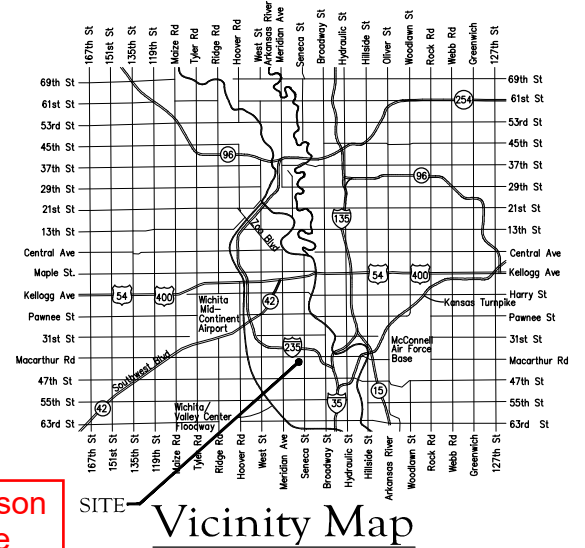 167th St
151st St
135th St
119th St
Maize Rd
Tyler Rd
Ridge Rd
Hoover Rd
West St
Arkansas River
Meridian Ave
Seneca St
Broadway St
Hydraulic St
Hillside St
Oliver St
Woodlawn St
Rock Rd
Webb Rd
Greenwich
127th St
69th St
61st St
53rd St
45th St
37th St
29th St
21st St
13th St
Central Ave
Maple St.
Kellogg Ave
Pawnee St
31st St
Macarthur Rd
47th St
55th St
63rd St
69th St
61st St
53rd St
45th St
37th St
29th St
21st St
13th St
Central Ave
Kellogg Ave
Harry St
Pawnee St
31st St
Macarthur Rd
47th St
55th St
63rd St
254
96
96
135
Zoo Blvd
54
400
54
400
42
Kansas Turnpike
Wichita
Mid-
Continent
Airport
235
McConnell
Air Force
Base
Southwest Blvd
42
15
35
Wichita/
Valley Center
Floodway
167th St
151st St
135th St
119th St
Maize Rd
Tyler Rd
Ridge Rd
Hoover Rd
West St
Meridian Ave
Seneca St
Broadway St
Hydraulic St
Hillside St
Arkansas River
Woodlawn St
Rock Rd
Webb Rd
Greenwich
127th St
SITE
Vicinity Map
son
e